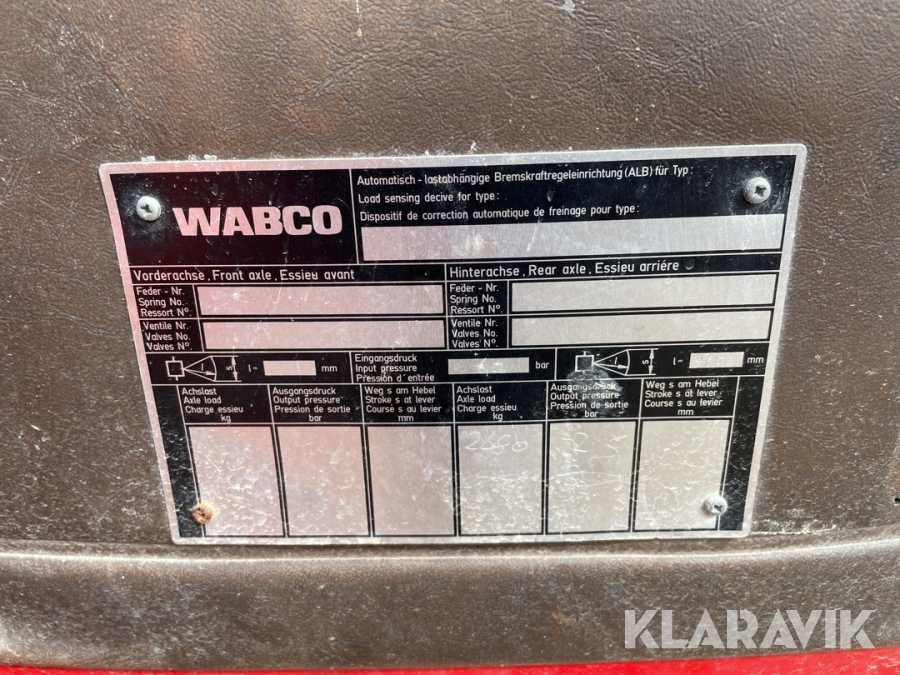 WABCO
Automatisch - lastabhängige Bremskraftregeleinrichtung (ALB) für Typ:
Load sensing decive for type:
Dispositif de correction automatique de freinage pour type:
Vorderachse, Front axle, Essieu avant
Hinterachse, Rear axle, Essieu arriére
Feder - Nr.
Spring No.
Ressort N°.
Feder - Nr.
Spring No.
Ressort N°.
Ventile Nr.
Valves No.
Valves N°.
Ventile Nr.
Valves No.
Valves N°.
s l= mm
Eingangsdruck
Input pressure
Pression d'entrée
bar
s l= mm
Achslast
Axle load
Charge essieu
kg
Ausgangsdruck
Output pressure
Pression de sortie
bar
Weg s am Hebel
Stroke s at lever
Course s au levier
mm
Achslast
Axle load
Charge essieu
kg
Ausgangsdruck
Output pressure
Pression de sortie
bar
Weg s am Hebel
Stroke s at lever
Course s au levier
mm
KLARAVIK